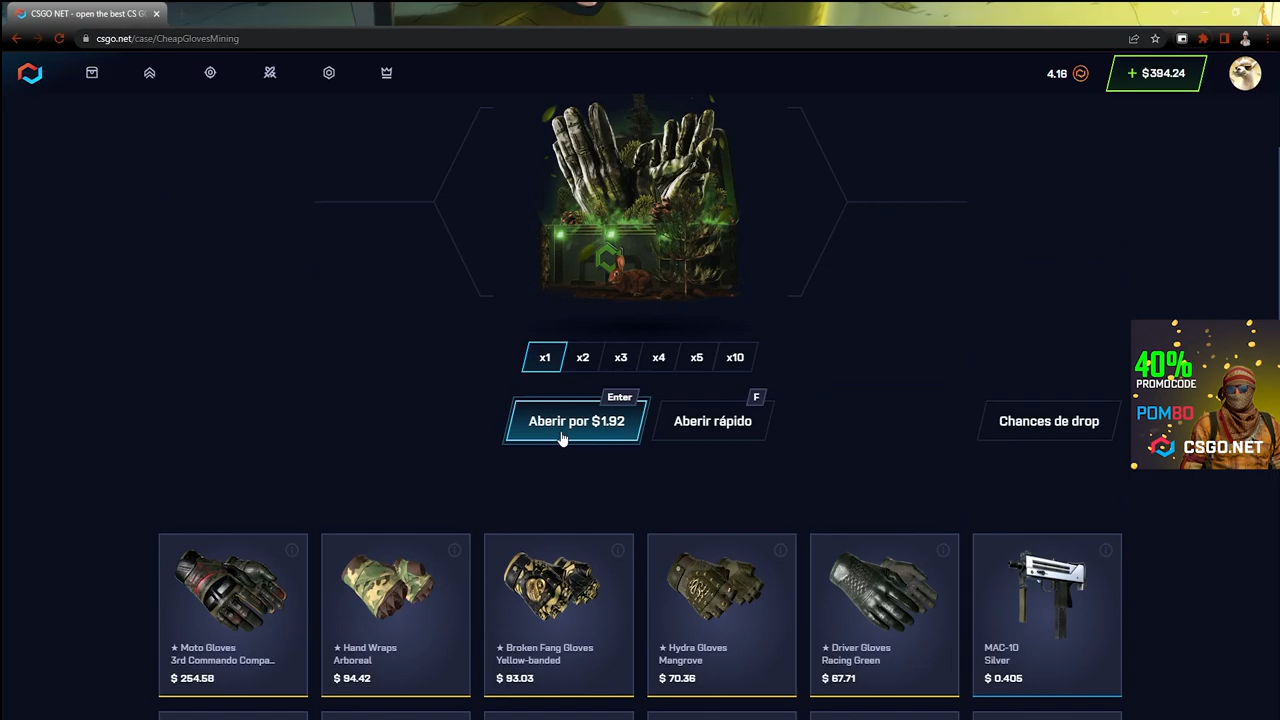 CSGO.NET - open the best CS G
csgo.net/case/CheapGlovesMining
4.16
+ $394.24
x1
x2
x3
x4
x5
x10
Enter
F
Aberir por $1.92
Aberir rápido
Chances de drop
40%
PROMOCODE
POMBO
CSGO.NET
★ Moto Gloves
3rd Commando Compa...
$ 254.58
★ Hand Wraps
Arboreal
$ 94.42
★ Broken Fang Gloves
Yellow-banded
$ 93.03
★ Hydra Gloves
Mangrove
$ 70.36
★ Driver Gloves
Racing Green
$ 67.71
MAC-10
Silver
$ 0.405